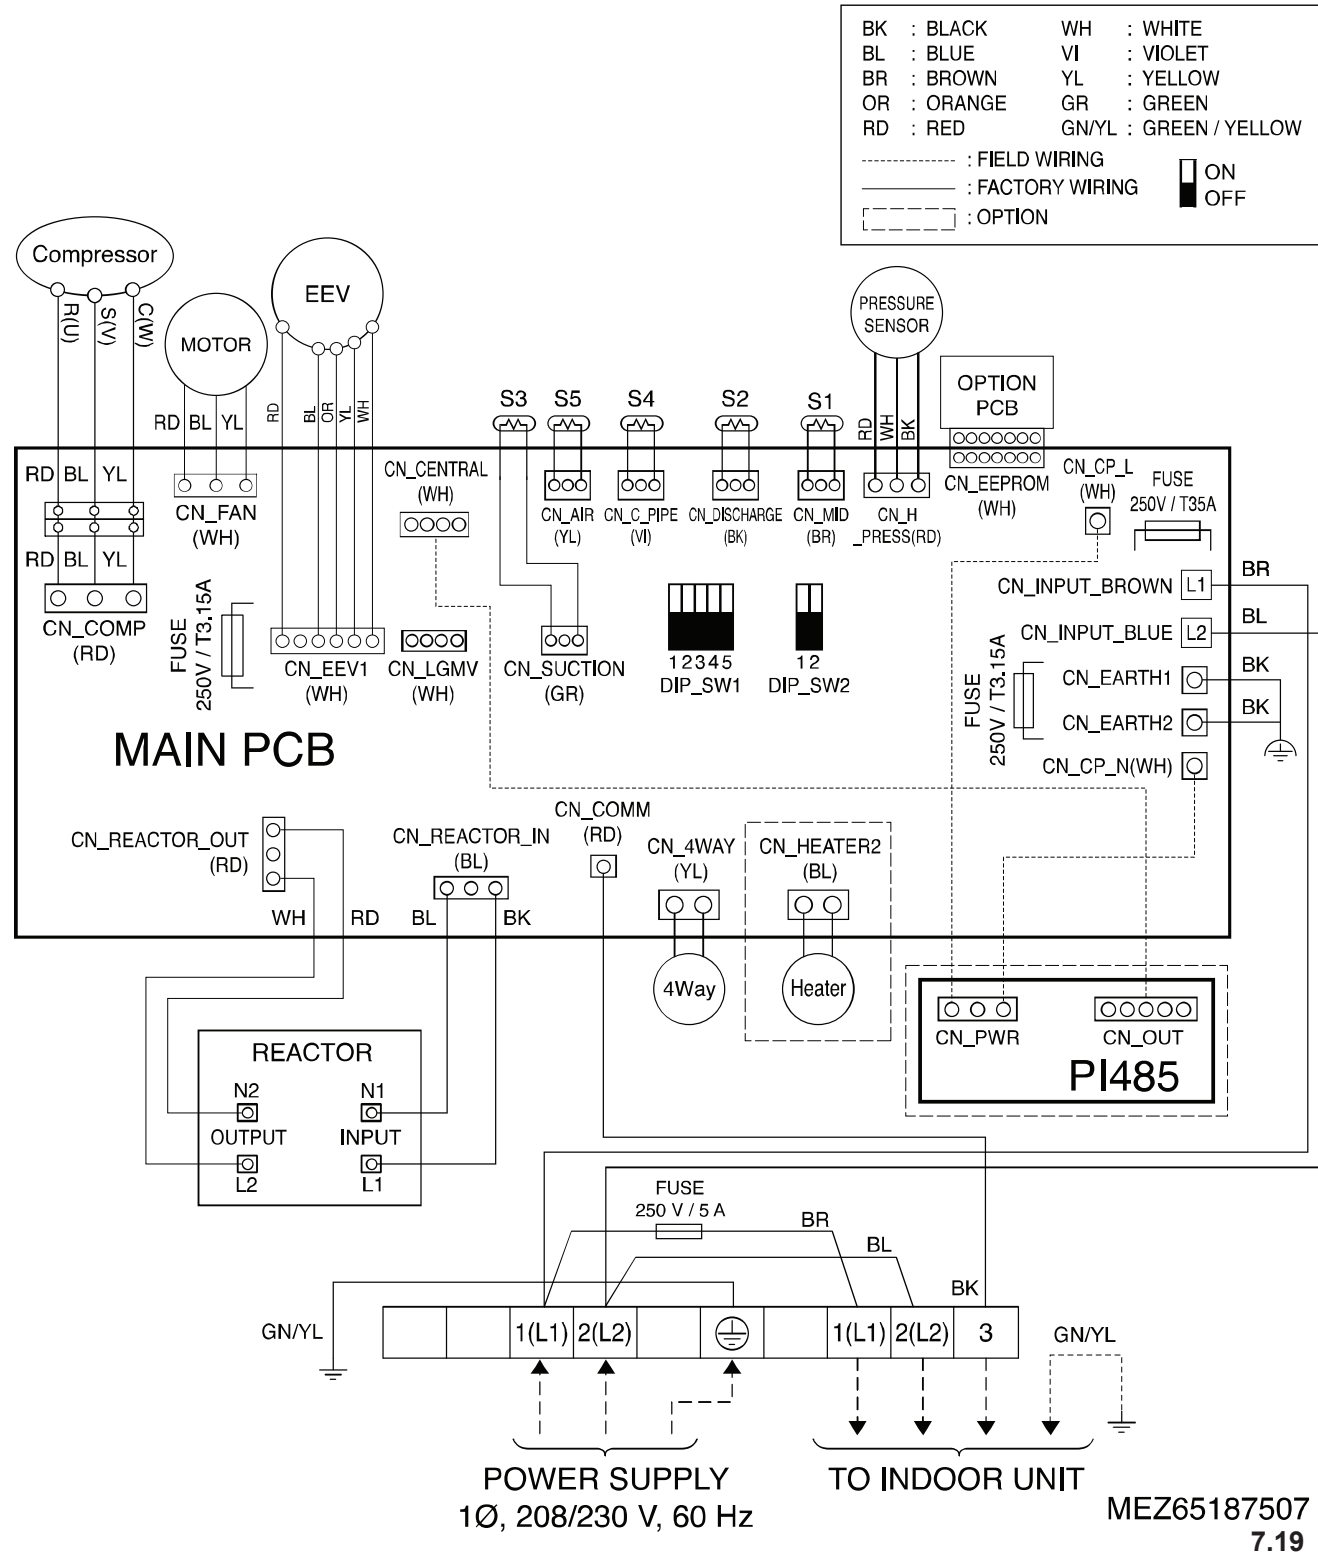 BK : BLACK WH : WHITE
BL : BLUE VI : VIOLET
BR : BROWN YL : YELLOW
OR : ORANGE GR : GREEN
RD : RED GN/YL : GREEN / YELLOW
: FIELD WIRING
: FACTORY WIRING
: OPTION
ON
OFF
Compressor
R(U)
S(V)
C(W)
MOTOR
EEV
PRESSURE
SENSOR
OPTION
PCB
RD BL YL
RD
BL
OR
YL
WH
S3 S5 S4 S2 S1
RD
WH
BK
RD BL YL
RD BL YL
CN_COMP
(RD)
CN_FAN
(WH)
FUSE
250V / T3.15A
CN_EEV1
(WH)
CN_CENTRAL
(WH)
CN_LGMV
(WH)
CN_SUCTION
(GR)
CN_AIR
(YL)
CN_C_PIPE
(VI)
CN_DISCHARGE
(BK)
CN_MID
(BR)
CN_H
_PRESS(RD)
CN_EEPROM
(WH)
CN_CP_L
(WH)
FUSE
250V / T35A
12345
DIP_SW1
12
DIP_SW2
CN_INPUT_BROWN L1 BR
CN_INPUT_BLUE L2 BL
CN_EARTH1 BK
CN_EARTH2 BK
CN_CP_N(WH)
FUSE
250V / T3.15A
MAIN PCB
CN_REACTOR_OUT
(RD)
WH RD
CN_REACTOR_IN
(BL)
BL BK
CN_COMM
(RD)
CN_4WAY
(YL)
4Way
CN_HEATER2
(BL)
Heater
CN_PWR
CN_OUT
PI485
REACTOR
N2 N1
OUTPUT INPUT
L2 L1
FUSE
250 V / 5 A
BR
BL
BK
GN/YL
1(L1) 2(L2) 1(L1) 2(L2) 3
GN/YL
POWER SUPPLY
1Ø, 208/230 V, 60 Hz
TO INDOOR UNIT
MEZ65187507
7.19